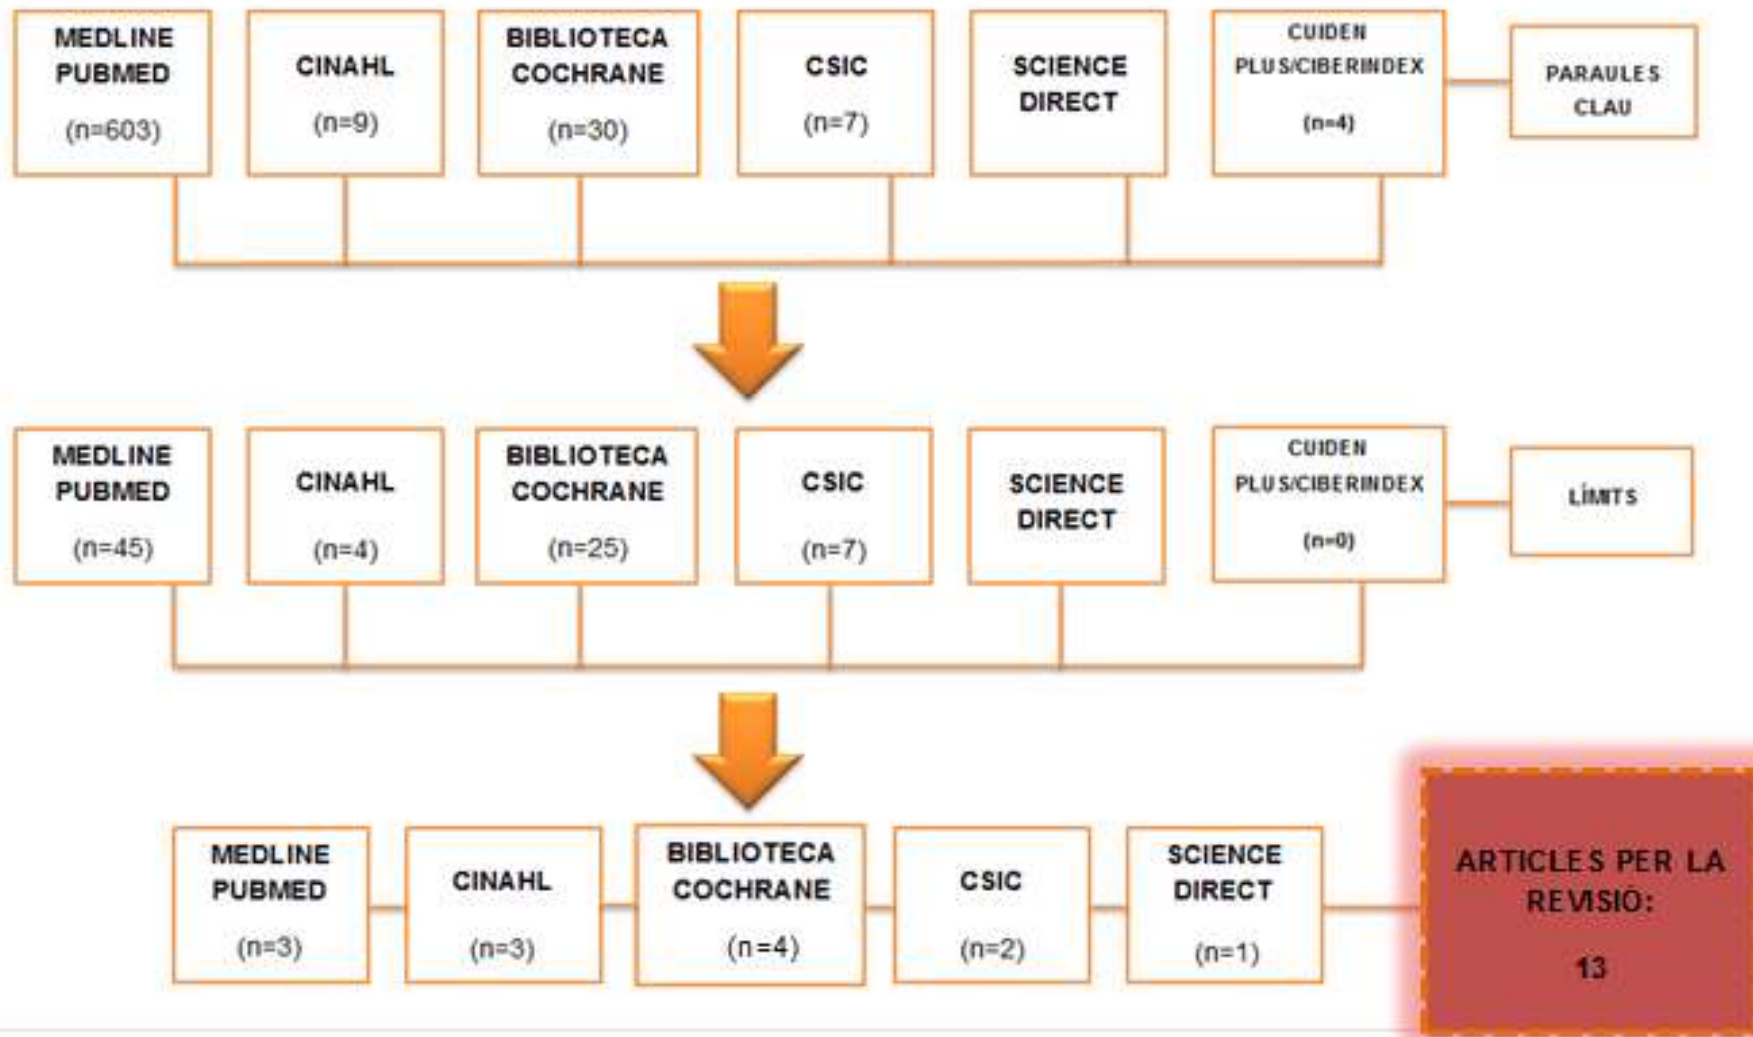 MEDLINE
PUBMED
(n=603)
CINAHL
(n=9)
BIBLIOTECA
COCHRANE
(n=30)
CSIC
(n=7)
SCIENCE
DIRECT
CUIDEN
PLUS/CIBERINDEX
(n=4)
PARAULES
CLAU
MEDLINE
PUBMED
(n=45)
CINAHL
(n=4)
BIBLIOTECA
COCHRANE
(n=25)
CSIC
(n=7)
SCIENCE
DIRECT
CUIDEN
PLUS/CIBERINDEX
(n=0)
LÍMITS
MEDLINE
PUBMED
(n=3)
CINAHL
(n=3)
BIBLIOTECA
COCHRANE
(n=4)
CSIC
(n=2)
SCIENCE
DIRECT
(n=1)
ARTICLES PER LA
REVISIÓ:
13